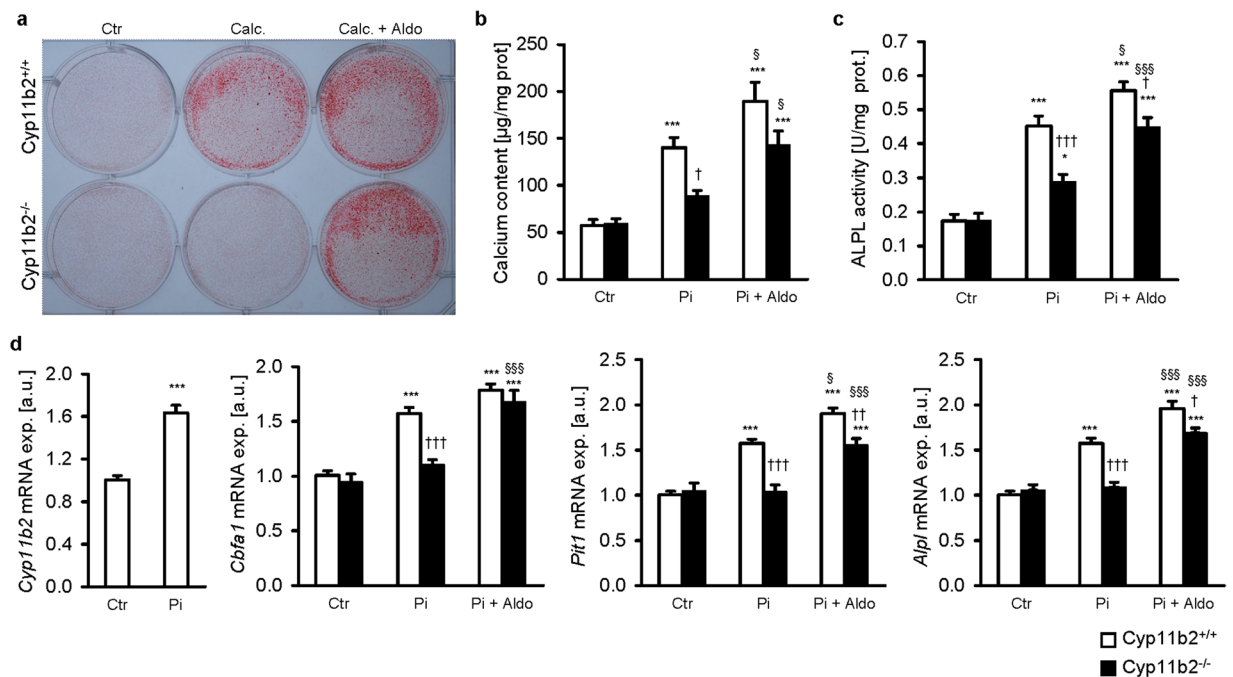 a
Ctr
Calc.
Calc. + Aldo
Cyp11b2+/+
Cyp11b2-/-
b
Calcium content [µg/mg prot]
250
200
150
100
50
0
***
†
§
***
§
***
Ctr
Pi
Pi + Aldo
c
ALPL activity [U/mg prot.]
0.7
0.6
0.5
0.4
0.3
0.2
0.1
0.0
***
†††
*
§
***
§§§
†
***
Ctr
Pi
Pi + Aldo
d
Cyp11b2 mRNA exp. [a.u.]
2.0
1.6
1.2
0.8
0.4
0.0
***
Ctr
Pi
Cbfa1 mRNA exp. [a.u.]
2.0
1.5
1.0
0.5
0.0
***
†††
***
§§§
***
Ctr
Pi
Pi + Aldo
Pit1 mRNA exp. [a.u.]
2.5
2.0
1.5
1.0
0.5
0.0
***
†††
§
***
§§§
††
***
Ctr
Pi
Pi + Aldo
Alpl mRNA exp. [a.u.]
2.5
2.0
1.5
1.0
0.5
0.0
***
†††
§§§
***
§§§
†
***
Ctr
Pi
Pi + Aldo
Cyp11b2+/+
Cyp11b2-/-